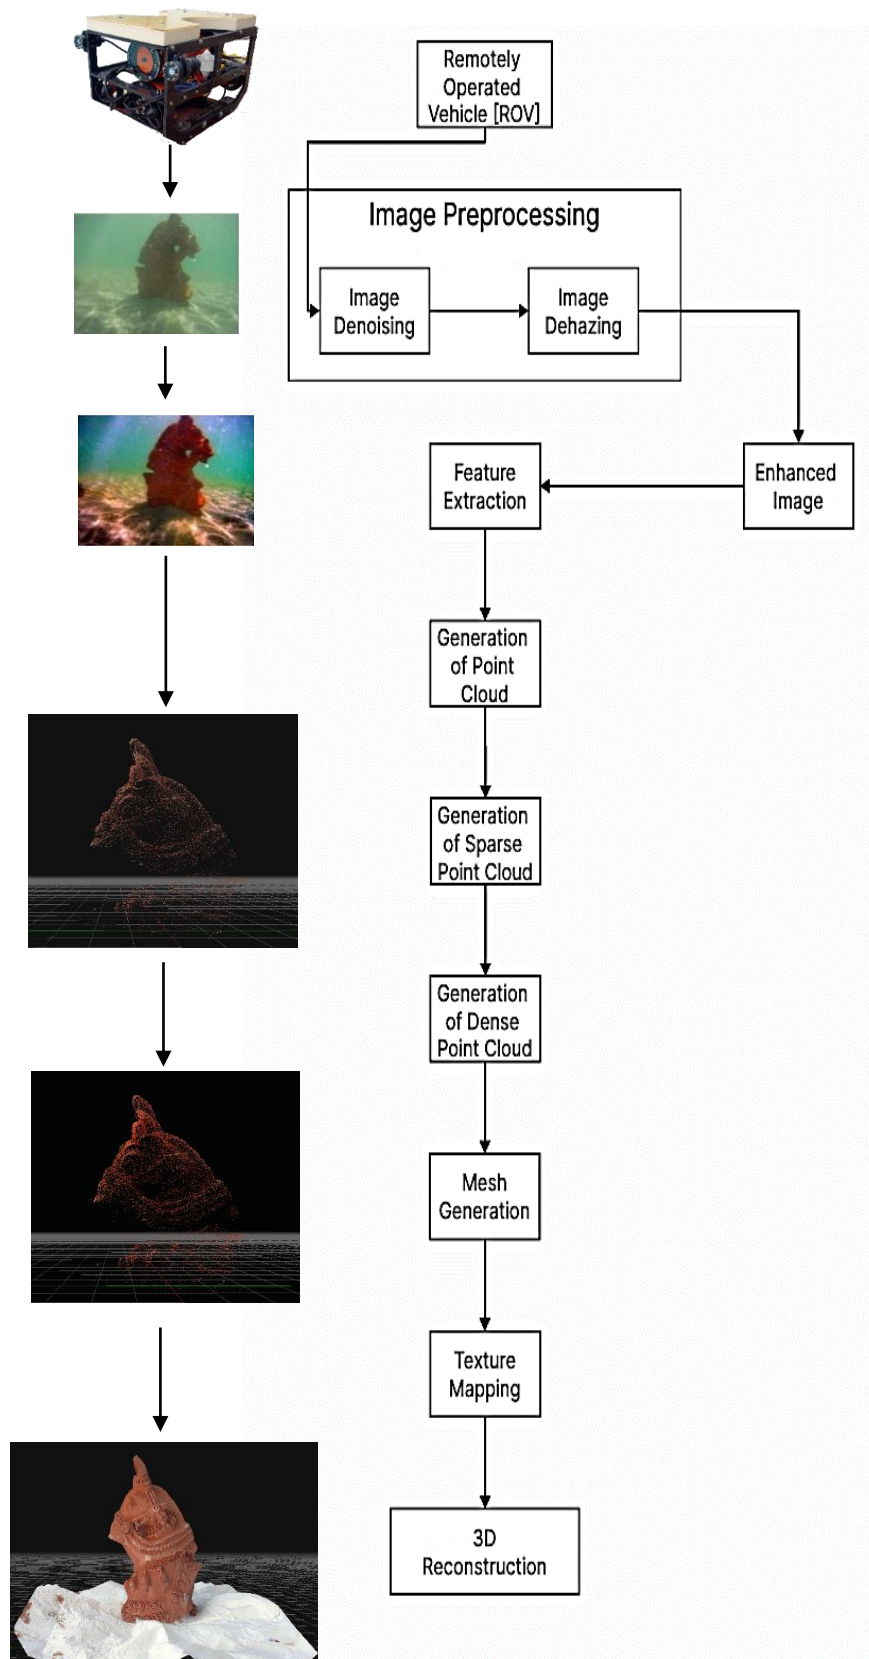 Remotely
Operated
Vehicle [ROV]
Image Preprocessing
Image
Denoising
Image
Dehazing
Feature
Extraction
Enhanced
Image
Generation
of Point
Cloud
Generation
of Sparse
Point Cloud
Generation
of Dense
Point Cloud
Mesh
Generation
Texture
Mapping
3D
Reconstruction